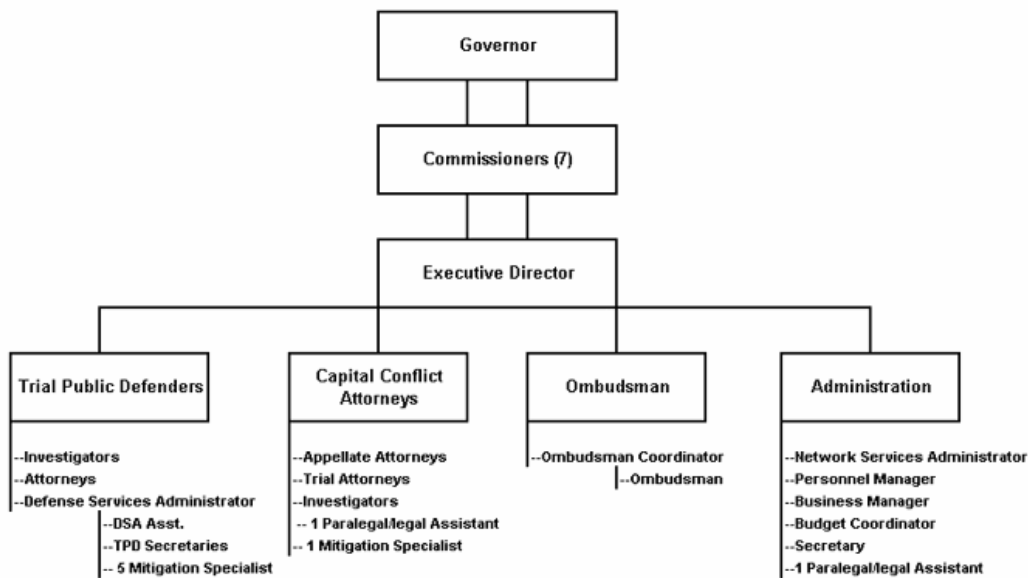 Governor
Commissioners (7)
Executive Director
Trial Public Defenders
Capital Conflict
Attorneys
Ombudsman
Administration
--Investigators
--Attorneys
--Defense Services Administrator
--DSA Asst.
--TPD Secretaries
-- 5 Mitigation Specialist
--Appellate Attorneys
--Trial Attorneys
--Investigators
-- 1 Paralegal/legal Assistant
-- 1 Mitigation Specialist
--Ombudsman Coordinator
--Ombudsman
--Network Services Administrator
--Personnel Manager
--Business Manager
--Budget Coordinator
--Secretary
--1 Paralegal/legal Assistant